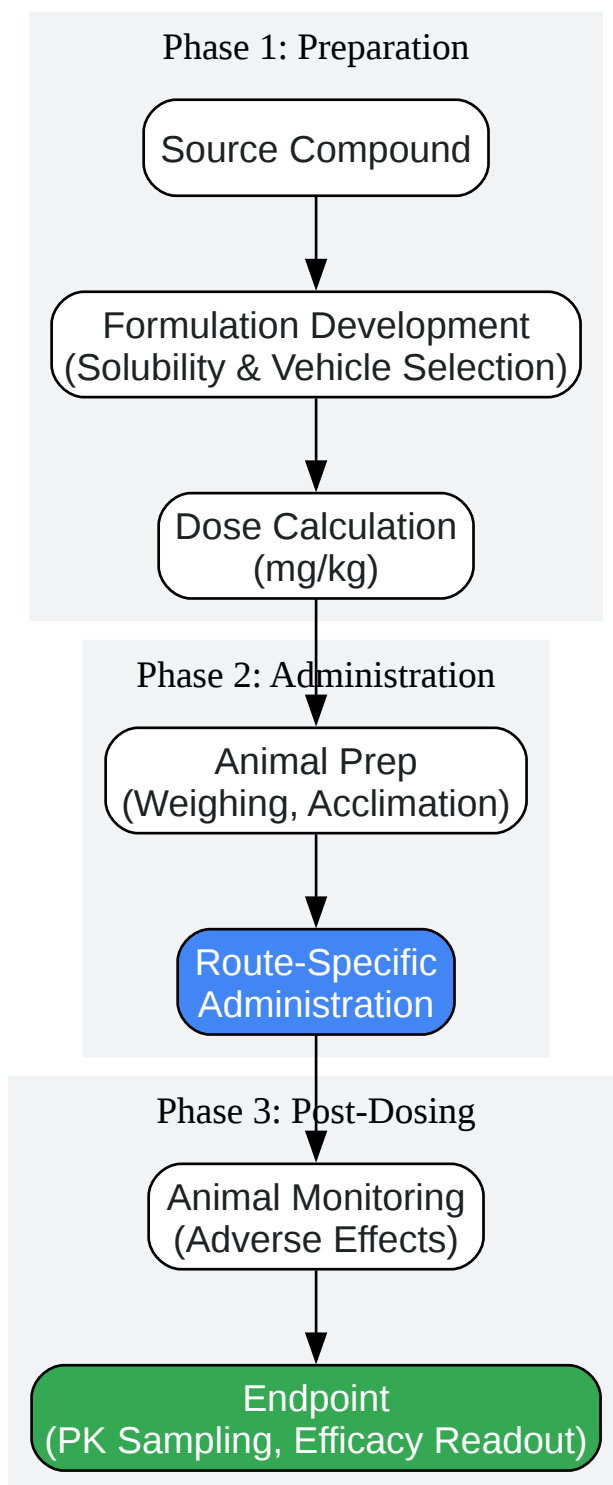 Phase 1: Preparation
Source Compound
Formulation Development
(Solubility & Vehicle Selection)
Dose Calculation
(mg/kg)
Phase 2: Administration
Animal Prep
(Weighing, Acclimation)
Route-Specific
Administration
Phase 3: Post-Dosing
Animal Monitoring
(Adverse Effects)
Endpoint
(PK Sampling, Efficacy Readout)